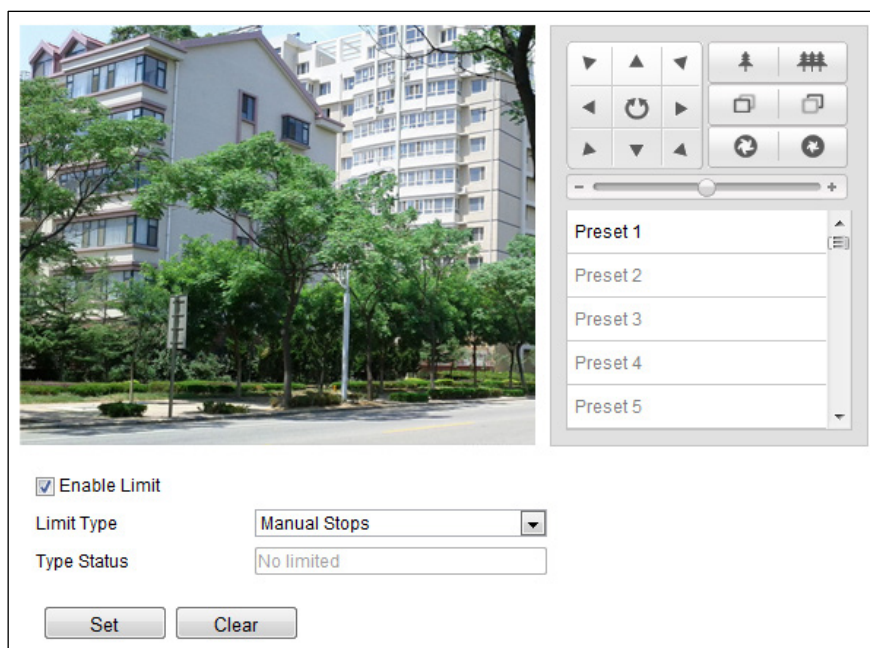 Preset 1
Preset 2
Preset 3
Preset 4
Preset 5
Enable Limit
Limit Type Manual Stops
Type Status No limited
Set Clear